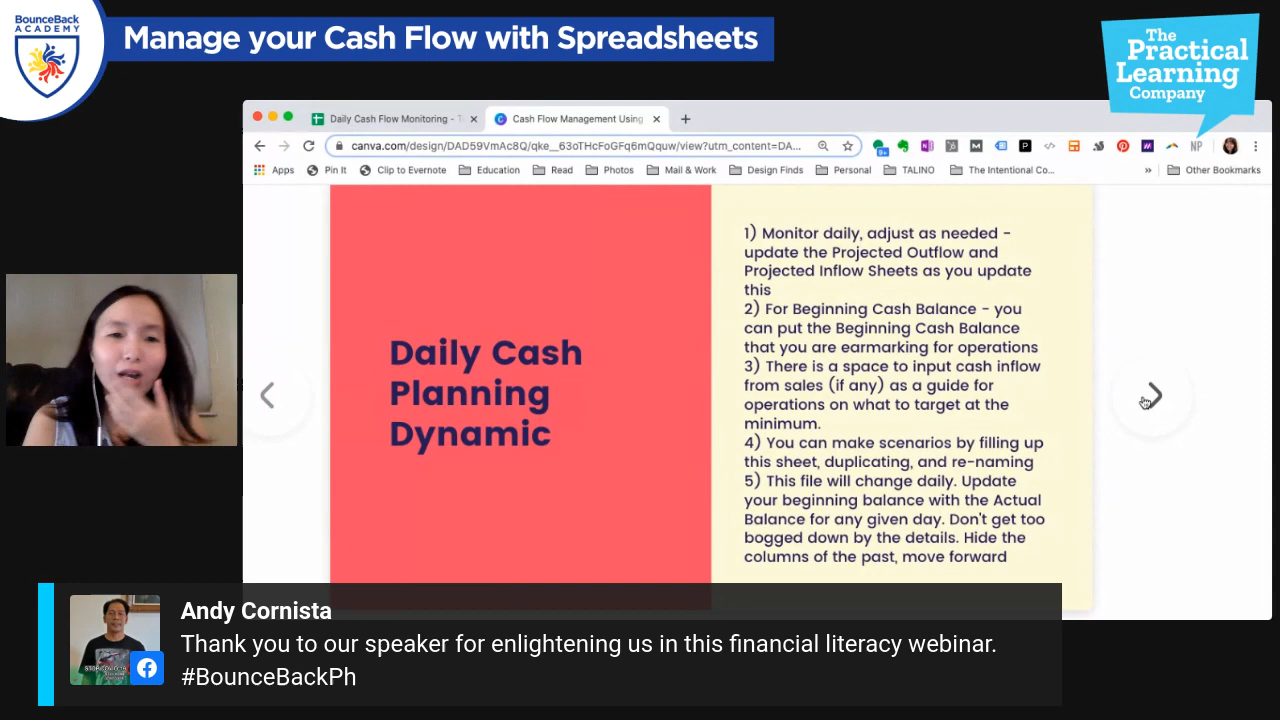 BounceBack
ACADEMY
Manage your Cash Flow with Spreadsheets
The
Practical
Learning
Company
Daily Cash Flow Monitoring -
Cash Flow Management Using
canva.com/design/DAD59VmAc8Q/qke__63oTHcFoGFq6mQquw/view?utm_content=DA...
9+
P
NP
Apps
Pin It
Clip to Evernote
Education
Read
Photos
Mail & Work
Design Finds
Personal
TALINO
The Intentional Co...
»
Other Bookmarks
Daily Cash
Planning
Dynamic
1) Monitor daily, adjust as needed -
update the Projected Outflow and
Projected Inflow Sheets as you update
this
2) For Beginning Cash Balance - you
can put the Beginning Cash Balance
that you are earmarking for operations
3) There is a space to input cash inflow
from sales (if any) as a guide for
operations on what to target at the
minimum.
4) You can make scenarios by filling up
this sheet, duplicating, and re-naming
5) This file will change daily. Update
your beginning balance with the Actual
Balance for any given day. Don't get too
bogged down by the details. Hide the
columns of the past, move forward
Andy Cornista
Thank you to our speaker for enlightening us in this financial literacy webinar.
#BounceBackPh